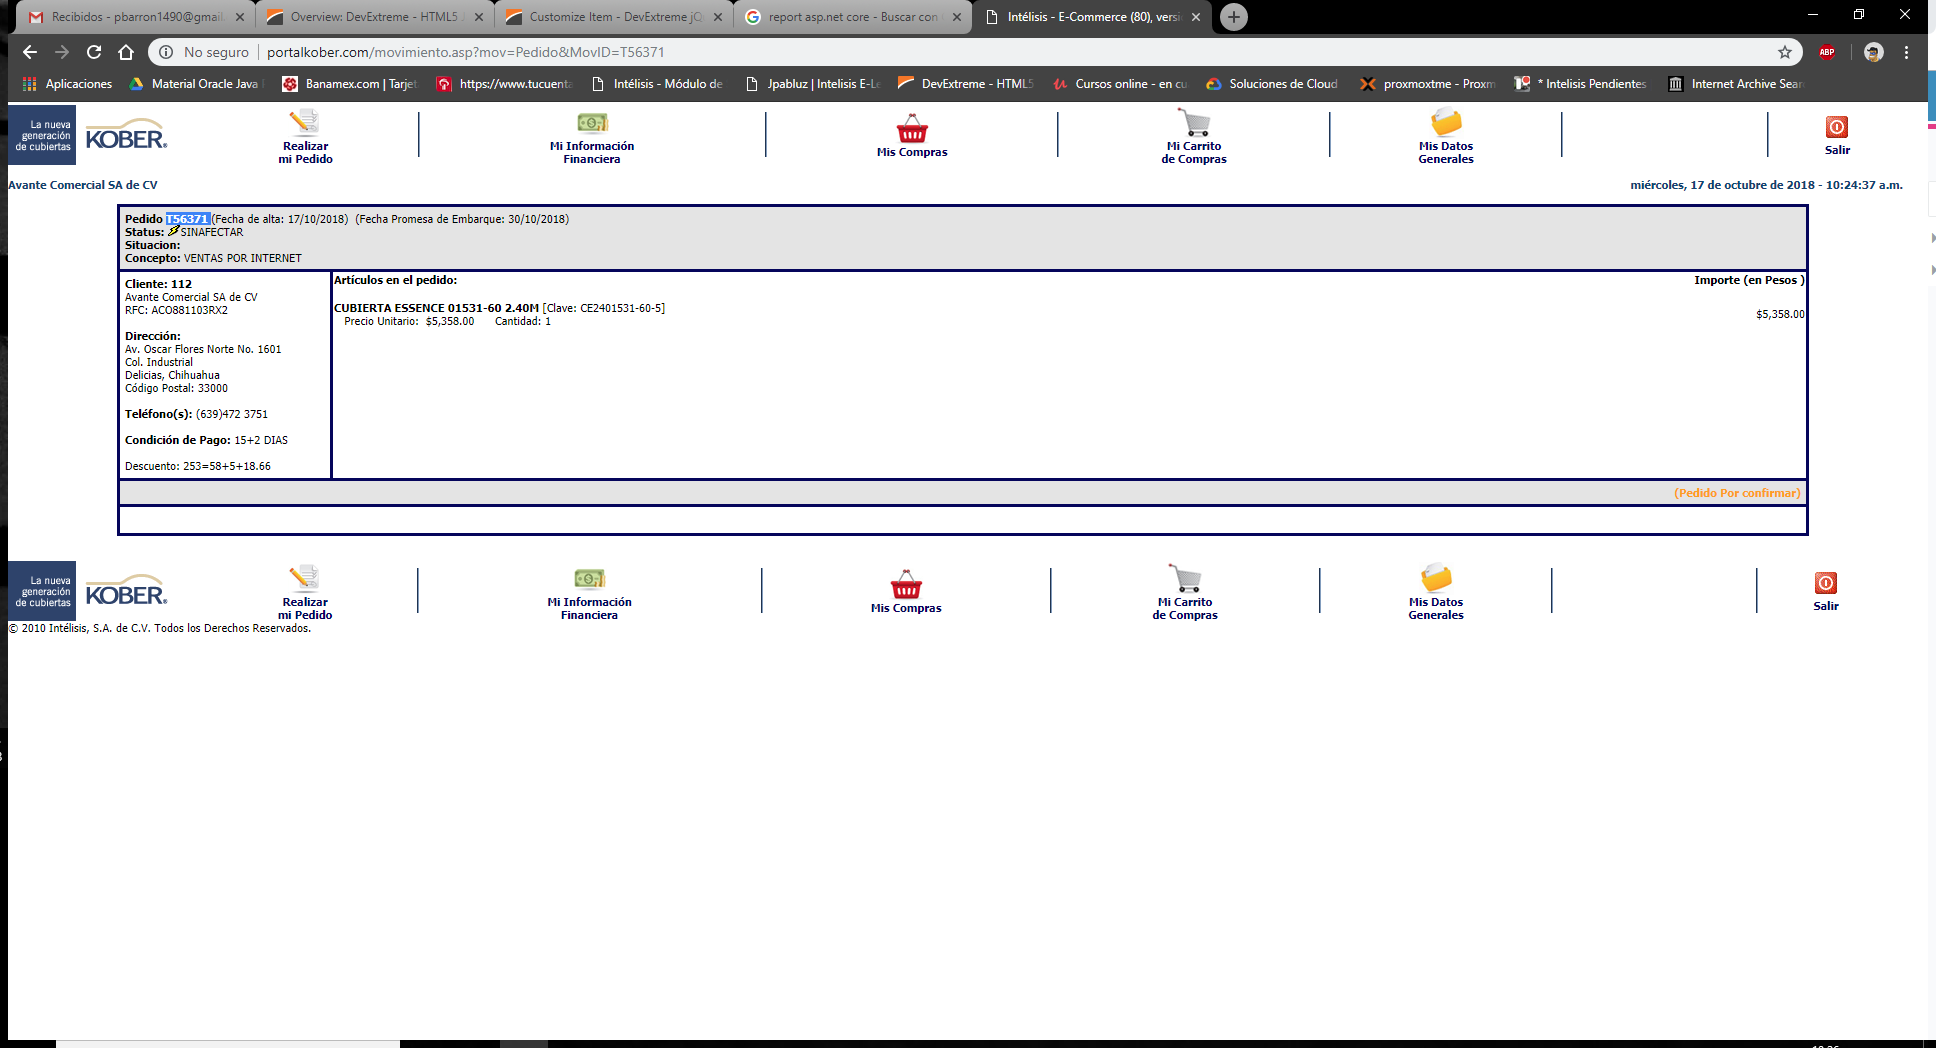 Recibidos - pbarron1490@gmail.
Overview: DevExtreme - HTML5
Customize Item - DevExtreme jQ
report asp.net core - Buscar con
Intélisis - E-Commerce (80), versi
No seguro
portalkober.com/movimiento.asp?mov=Pedido&MovID=T56371
ABP
Aplicaciones
Material Oracle Java
Banamex.com | Tarjet
https://www.tucuenta
Intélisis - Módulo de
Jpabluz | Intelisis E-Le
DevExtreme - HTML5
Cursos online - en cu
Soluciones de Cloud
proxmoxtme - Proxm
* Intelisis Pendientes
Internet Archive Sear
La nueva
generación
de cubiertas
KOBER®
Realizar
mi Pedido
Mi Información
Financiera
Mis Compras
Mi Carrito
de Compras
Mis Datos
Generales
Salir
Avante Comercial SA de CV
miércoles, 17 de octubre de 2018 - 10:24:37 a.m.
Pedido T56371 (Fecha de alta: 17/10/2018) (Fecha Promesa de Embarque: 30/10/2018)
Status: SINAFECTAR
Situacion:
Concepto: VENTAS POR INTERNET
Cliente: 112
Avante Comercial SA de CV
RFC: ACO881103RX2
Dirección:
Av. Oscar Flores Norte No. 1601
Col. Industrial
Delicias, Chihuahua
Código Postal: 33000
Teléfono(s): (639)472 3751
Condición de Pago: 15+2 DIAS
Descuento: 253=58+5+18.66
Artículos en el pedido:
Importe (en Pesos )
CUBIERTA ESSENCE 01531-60 2.40M [Clave: CE2401531-60-5]
Precio Unitario: $5,358.00 Cantidad: 1
$5,358.00
(Pedido Por confirmar)
La nueva
generación
de cubiertas
KOBER®
Realizar
mi Pedido
Mi Información
Financiera
Mis Compras
Mi Carrito
de Compras
Mis Datos
Generales
Salir
© 2010 Intélisis, S.A. de C.V. Todos los Derechos Reservados.